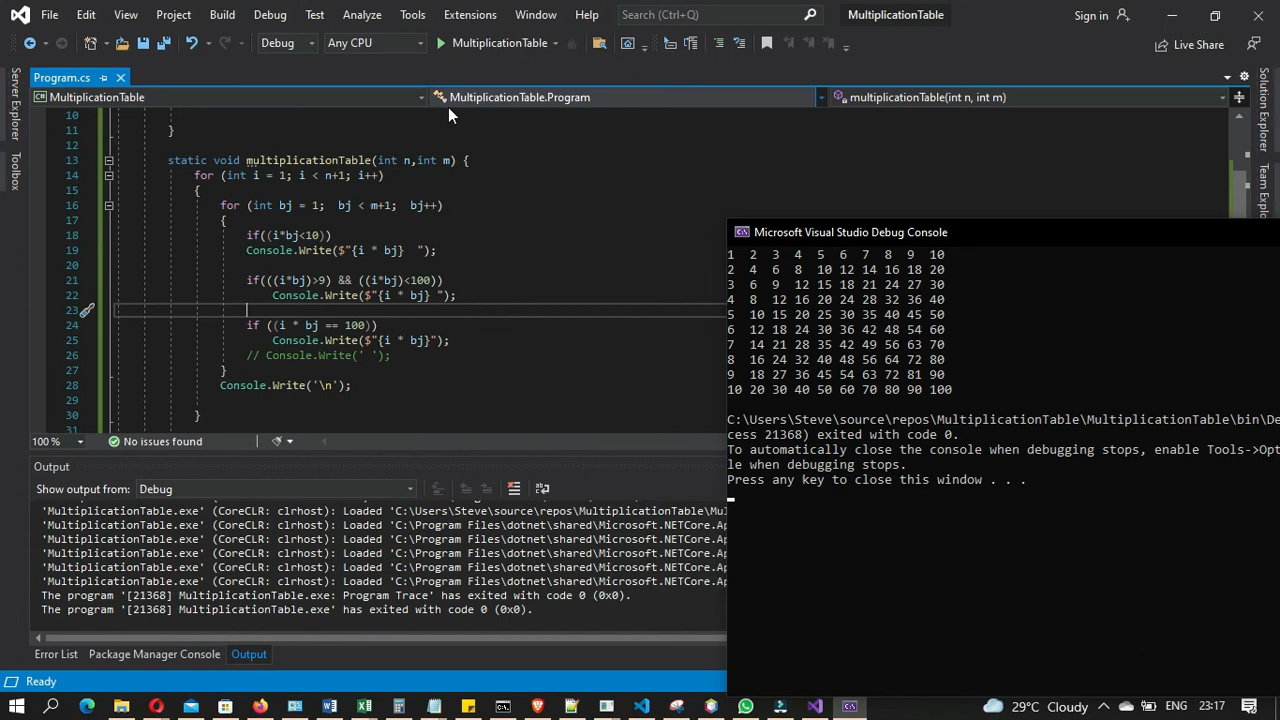 File Edit View Project Build Debug Test Analyze Tools Extensions Window Help Search (Ctrl+Q) MultiplicationTable Sign in
Debug Any CPU MultiplicationTable Live Share
Program.cs
MultiplicationTable MultiplicationTable.Program multiplicationTable(int n, int m)
Server Explorer
Toolbox
Solution Explorer
Team Explo
10
11 }
12
13 static void multiplicationTable(int n,int m) {
14 for (int i = 1; i < n+1; i++)
15 {
16 for (int bj = 1;  bj < m+1;  bj++)
17 {
18 if((i*bj<10))
19 Console.Write($"{i * bj}  ");
20
21 if(((i*bj)>9) && ((i*bj)<100))
22 Console.Write($"{i * bj} ");
23
24 if ((i * bj == 100))
25 Console.Write($"{i * bj}");
26 // Console.Write(' ');
27 }
28 Console.Write('\n');
29
30 }
31
100 % No issues found
Output
Show output from: Debug
'MultiplicationTable.exe' (CoreCLR: clrhost): Loaded 'C:\Users\Steve\source\repos\MultiplicationTable\Mu
'MultiplicationTable.exe' (CoreCLR: clrhost): Loaded 'C:\Program Files\dotnet\shared\Microsoft.NETCore.Ap
'MultiplicationTable.exe' (CoreCLR: clrhost): Loaded 'C:\Program Files\dotnet\shared\Microsoft.NETCore.Ap
'MultiplicationTable.exe' (CoreCLR: clrhost): Loaded 'C:\Program Files\dotnet\shared\Microsoft.NETCore.Ap
'MultiplicationTable.exe' (CoreCLR: clrhost): Loaded 'C:\Program Files\dotnet\shared\Microsoft.NETCore.Ap
'MultiplicationTable.exe' (CoreCLR: clrhost): Loaded 'C:\Program Files\dotnet\shared\Microsoft.NETCore.Ap
The program '[21368] MultiplicationTable.exe: Program Trace' has exited with code 0 (0x0).
The program '[21368] MultiplicationTable.exe' has exited with code 0 (0x0).
Error List Package Manager Console Output
Ready
Microsoft Visual Studio Debug Console
1  2  3  4  5  6  7  8  9  10
2  4  6  8  10 12 14 16 18 20
3  6  9  12 15 18 21 24 27 30
4  8  12 16 20 24 28 32 36 40
5  10 15 20 25 30 35 40 45 50
6  12 18 24 30 36 42 48 54 60
7  14 21 28 35 42 49 56 63 70
8  16 24 32 40 48 56 64 72 80
9  18 27 36 45 54 63 72 81 90
10 20 30 40 50 60 70 80 90 100
C:\Users\Steve\source\repos\MultiplicationTable\MultiplicationTable\bin\De
cess 21368) exited with code 0.
To automatically close the console when debugging stops, enable Tools->Opt
le when debugging stops.
Press any key to close this window . . .
29°C Cloudy ENG 23:17